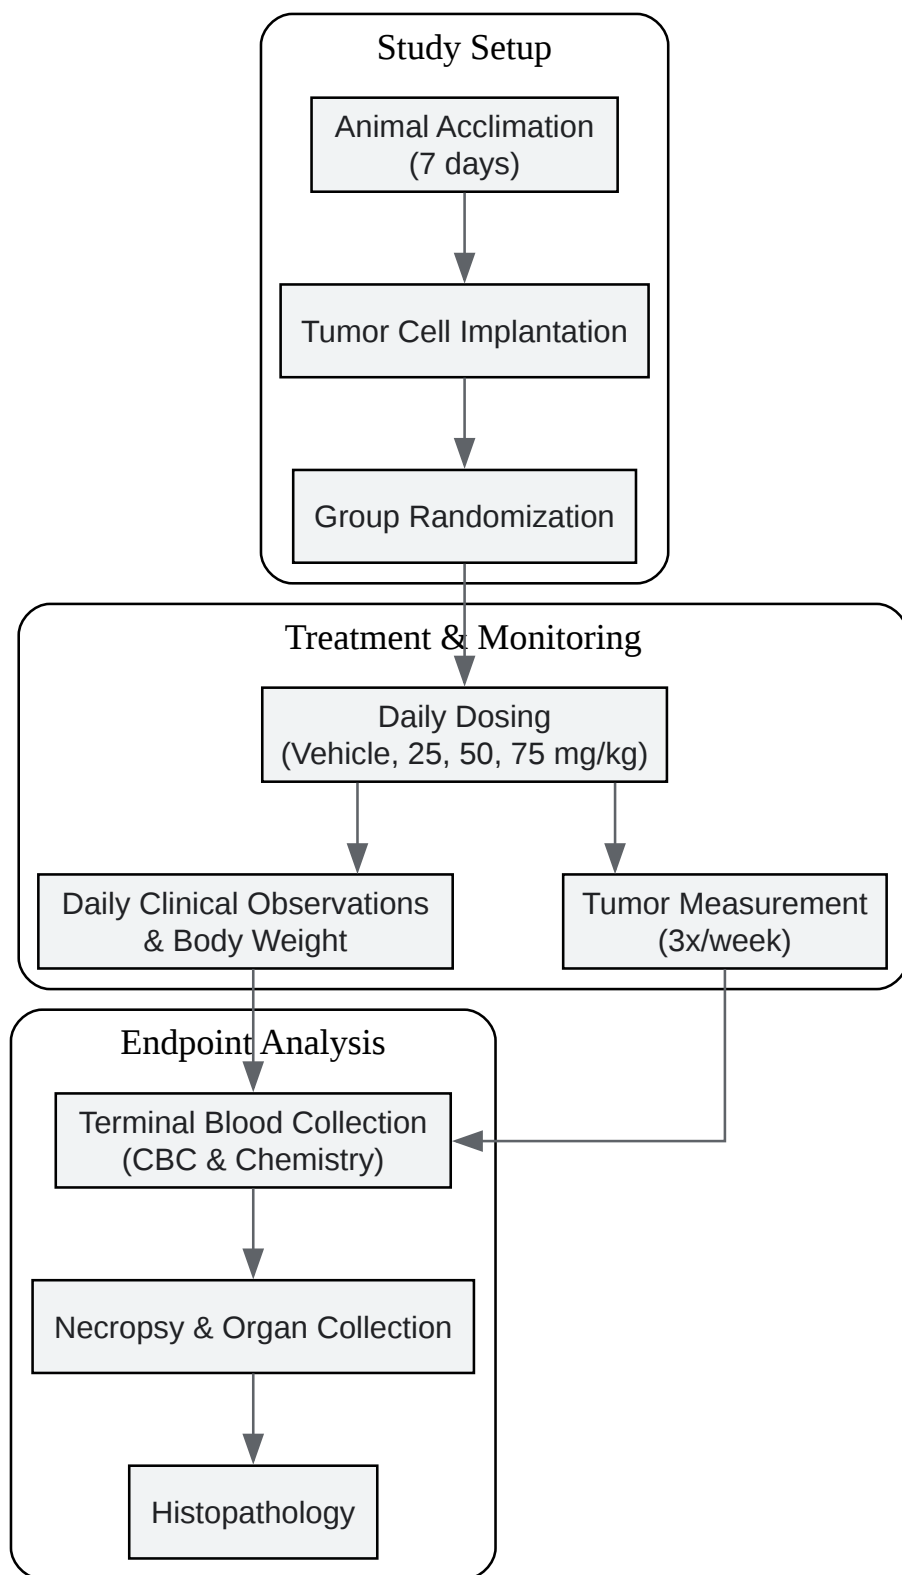 Study Setup
Animal Acclimation
(7 days)
Tumor Cell Implantation
Group Randomization
Treatment & Monitoring
Daily Dosing
(Vehicle, 25, 50, 75 mg/kg)
Daily Clinical Observations
& Body Weight
Tumor Measurement
(3x/week)
Endpoint Analysis
Terminal Blood Collection
(CBC & Chemistry)
Necropsy & Organ Collection
Histopathology